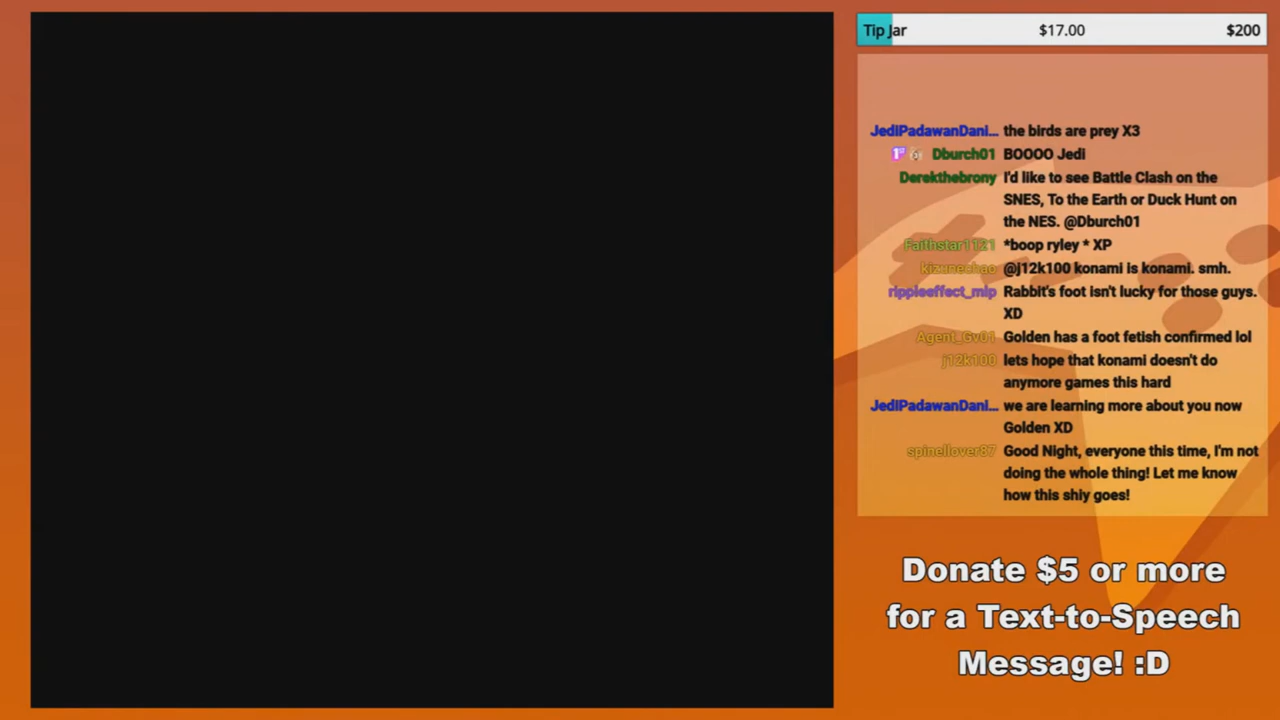 Tip Jar $17.00 $200
JediPadawanDani... the birds are prey X3
Dburch01 BOOOO Jedi
Derekthebrony I'd like to see Battle Clash on the
SNES, To the Earth or Duck Hunt on
the NES. @Dburch01
Faithstar1121 *boop ryley * XP
kizunechao @j12k100 konami is konami. smh.
rippleeffect_mlp Rabbit's foot isn't lucky for those guys.
XD
Agent_Gv01 Golden has a foot fetish confirmed lol
j12k100 lets hope that konami doesn't do
anymore games this hard
JediPadawanDani... we are learning more about you now
Golden XD
spinellover87 Good Night, everyone this time, I'm not
doing the whole thing! Let me know
how this shiy goes!
Donate $5 or more
for a Text-to-Speech
Message! :D